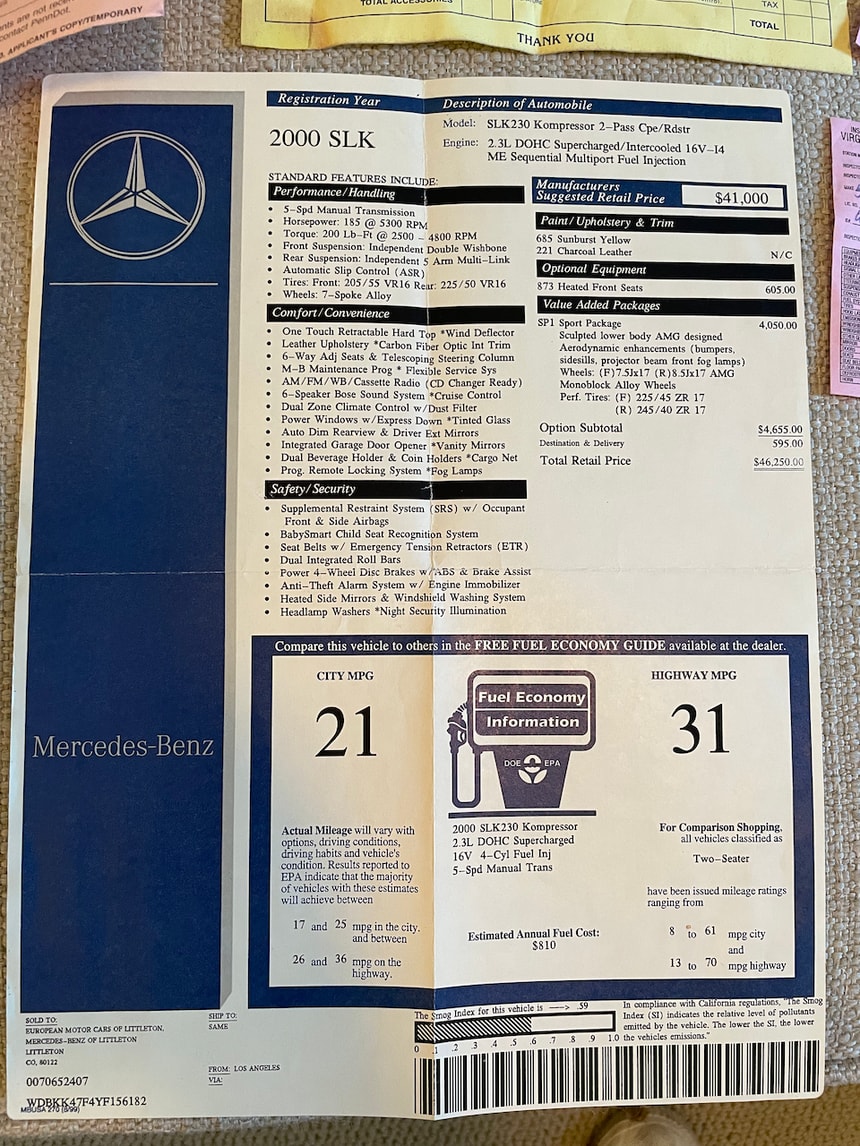 contact PennDot.
APPLICANT'S COPY/TEMPORARY
TOTAL ACCESSORIES
TAX
TOTAL
THANK YOU
Registration Year
Description of Automobile
2000 SLK
Model: SLK230 Kompressor 2-Pass Cpe/Rdstr
Engine: 2.3L DOHC Supercharged/Intercooled 16V-I4
ME Sequential Multiport Fuel Injection
STANDARD FEATURES INCLUDE:
Performance/Handling
• 5-Spd Manual Transmission
• Horsepower: 185 @ 5300 RPM
• Torque: 200 Lb-Ft @ 2500 - 4800 RPM
• Front Suspension: Independent Double Wishbone
• Rear Suspension: Independent 5 Arm Multi-Link
• Automatic Slip Control (ASR)
• Tires: Front: 205/55 VR16 Rear: 225/50 VR16
• Wheels: 7-Spoke Alloy
Comfort/Convenience
• One Touch Retractable Hard Top *Wind Deflector
• Leather Upholstery *Carbon Fiber Optic Int Trim
• 6-Way Adj Seats & Telescoping Steering Column
• M-B Maintenance Prog * Flexible Service Sys
• AM/FM/WB/Cassette Radio (CD Changer Ready)
• 6-Speaker Bose Sound System *Cruise Control
• Dual Zone Climate Control w/Dust Filter
• Power Windows w/Express Down *Tinted Glass
• Auto Dim Rearview & Driver Ext Mirrors
• Integrated Garage Door Opener *Vanity Mirrors
• Dual Beverage Holder & Coin Holders *Cargo Net
• Prog. Remote Locking System *Fog Lamps
Safety/Security
• Supplemental Restraint System (SRS) w/ Occupant
Front & Side Airbags
• BabySmart Child Seat Recognition System
• Seat Belts w/ Emergency Tension Retractors (ETR)
• Dual Integrated Roll Bars
• Power 4-Wheel Disc Brakes w/ABS & Brake Assist
• Anti-Theft Alarm System w/ Engine Immobilizer
• Heated Side Mirrors & Windshield Washing System
• Headlamp Washers *Night Security Illumination
Manufacturers
Suggested Retail Price $41,000
Paint/Upholstery & Trim
685 Sunburst Yellow
221 Charcoal Leather N/C
Optional Equipment
873 Heated Front Seats 605.00
Value Added Packages
SP1 Sport Package 4,050.00
Sculpted lower body AMG designed
Aerodynamic enhancements (bumpers,
sidesills, projector beam front fog lamps)
Wheels: (F)7.5Jx17 (R)8.5Jx17 AMG
Monoblock Alloy Wheels
Perf. Tires: (F) 225/45 ZR 17
(R) 245/40 ZR 17
Option Subtotal $4,655.00
Destination & Delivery 595.00
Total Retail Price $46,250.00
Mercedes-Benz
Compare this vehicle to others in the FREE FUEL ECONOMY GUIDE available at the dealer.
CITY MPG
21
Fuel Economy
Information
DOE EPA
HIGHWAY MPG
31
Actual Mileage will vary with
options, driving conditions,
driving habits and vehicle's
condition. Results reported to
EPA indicate that the majority
of vehicles with these estimates
will achieve between
17 and 25 mpg in the city.
and between
26 and 36 mpg on the
highway.
2000 SLK230 Kompressor
2.3L DOHC Supercharged
16V 4-Cyl Fuel Inj
5-Spd Manual Trans
Estimated Annual Fuel Cost:
$810
For Comparison Shopping,
all vehicles classified as
Two-Seater
have been issued mileage ratings
ranging from
8 to 61 mpg city
and
13 to 70 mpg highway
SOLD TO:
EUROPEAN MOTOR CARS OF LITTLETON,
MERCEDES-BENZ OF LITTLETON
LITTLETON
CO, 80122
0070652407
WDBKK47F4YF156182
MBUSA 270 (6/99)
SHIP TO:
SAME
FROM: LOS ANGELES
VIA:
The Smog Index for this vehicle is ----> .59
0 .1 .2 .3 .4 .5 .6 .7 .8 .9 1.0
In compliance with California regulations, "The Smog
Index (SI) indicates the relative level of pollutants
emitted by the vehicle. The lower the SI, the lower
the vehicles emissions."